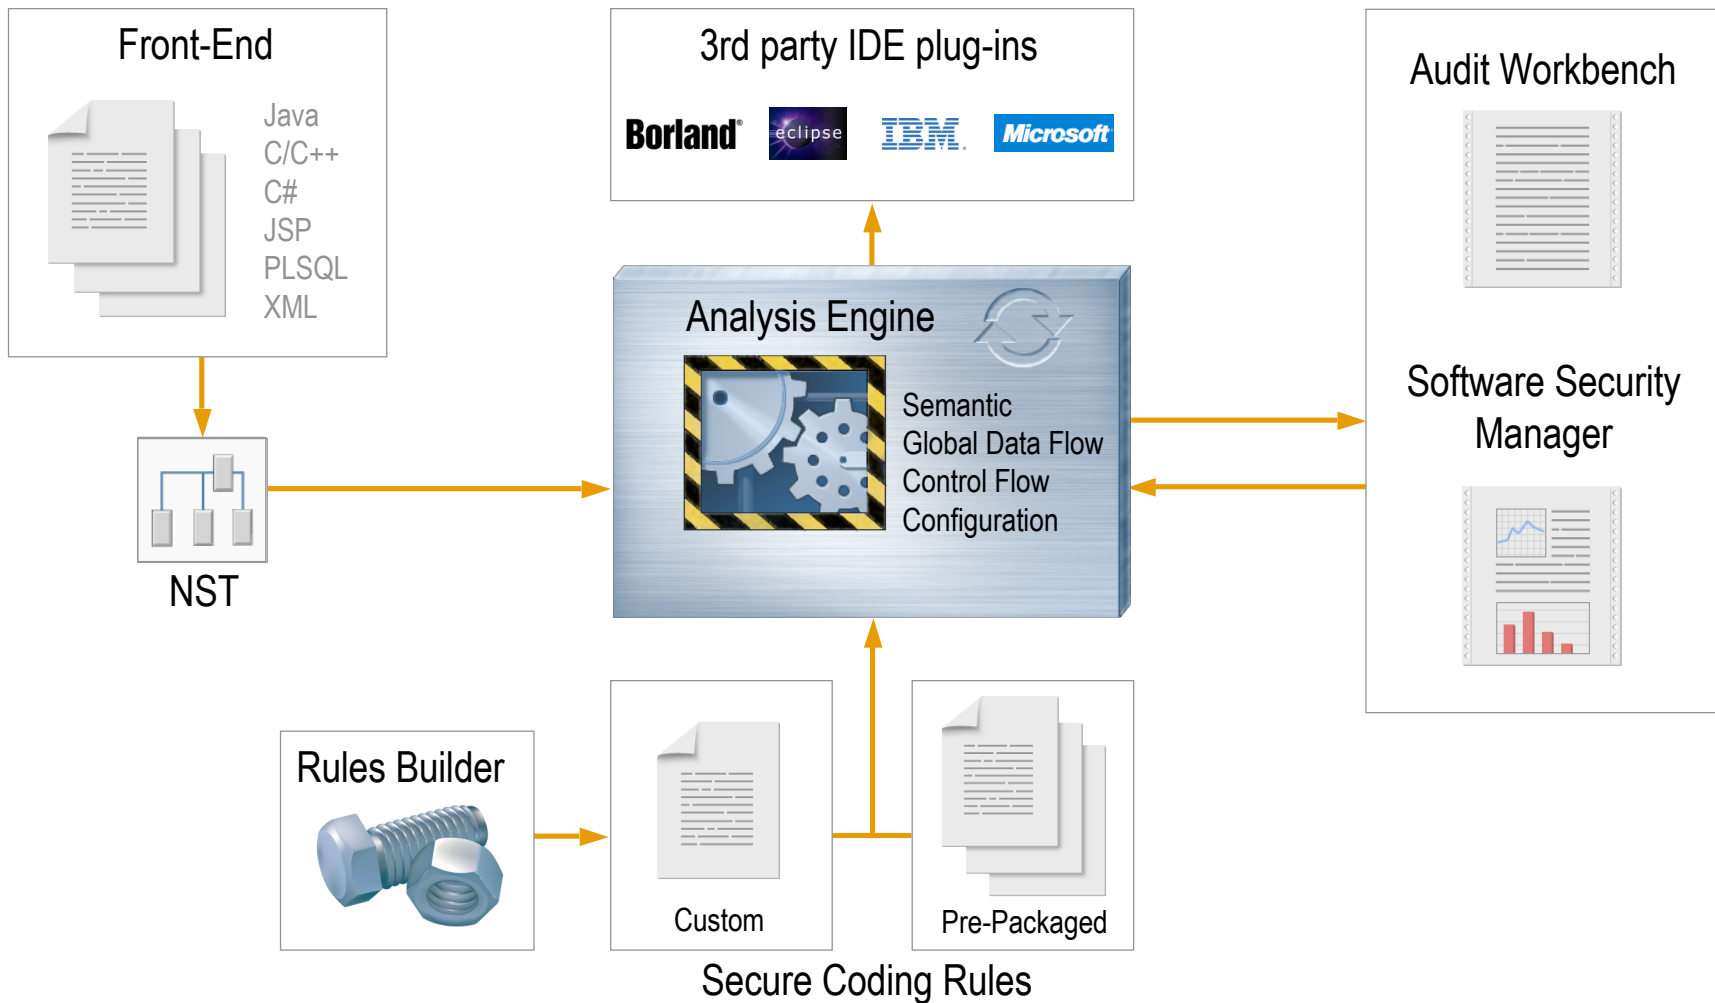 Front-End
Java
C/C++
C#
JSP
PLSQL
XML
NST
3rd party IDE plug-ins
Borland®
eclipse
IBM.
Microsoft
Analysis Engine
Semantic
Global Data Flow
Control Flow
Configuration
Audit Workbench
Software Security
Manager
Rules Builder
Custom
Pre-Packaged
Secure Coding Rules